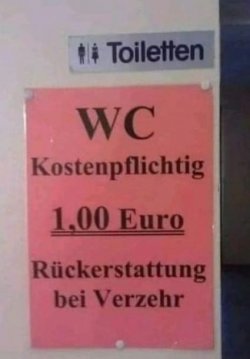 Toiletten
WC
Kostenpflichtig
1,00 Euro
Rückerstattung
bei Verzehr